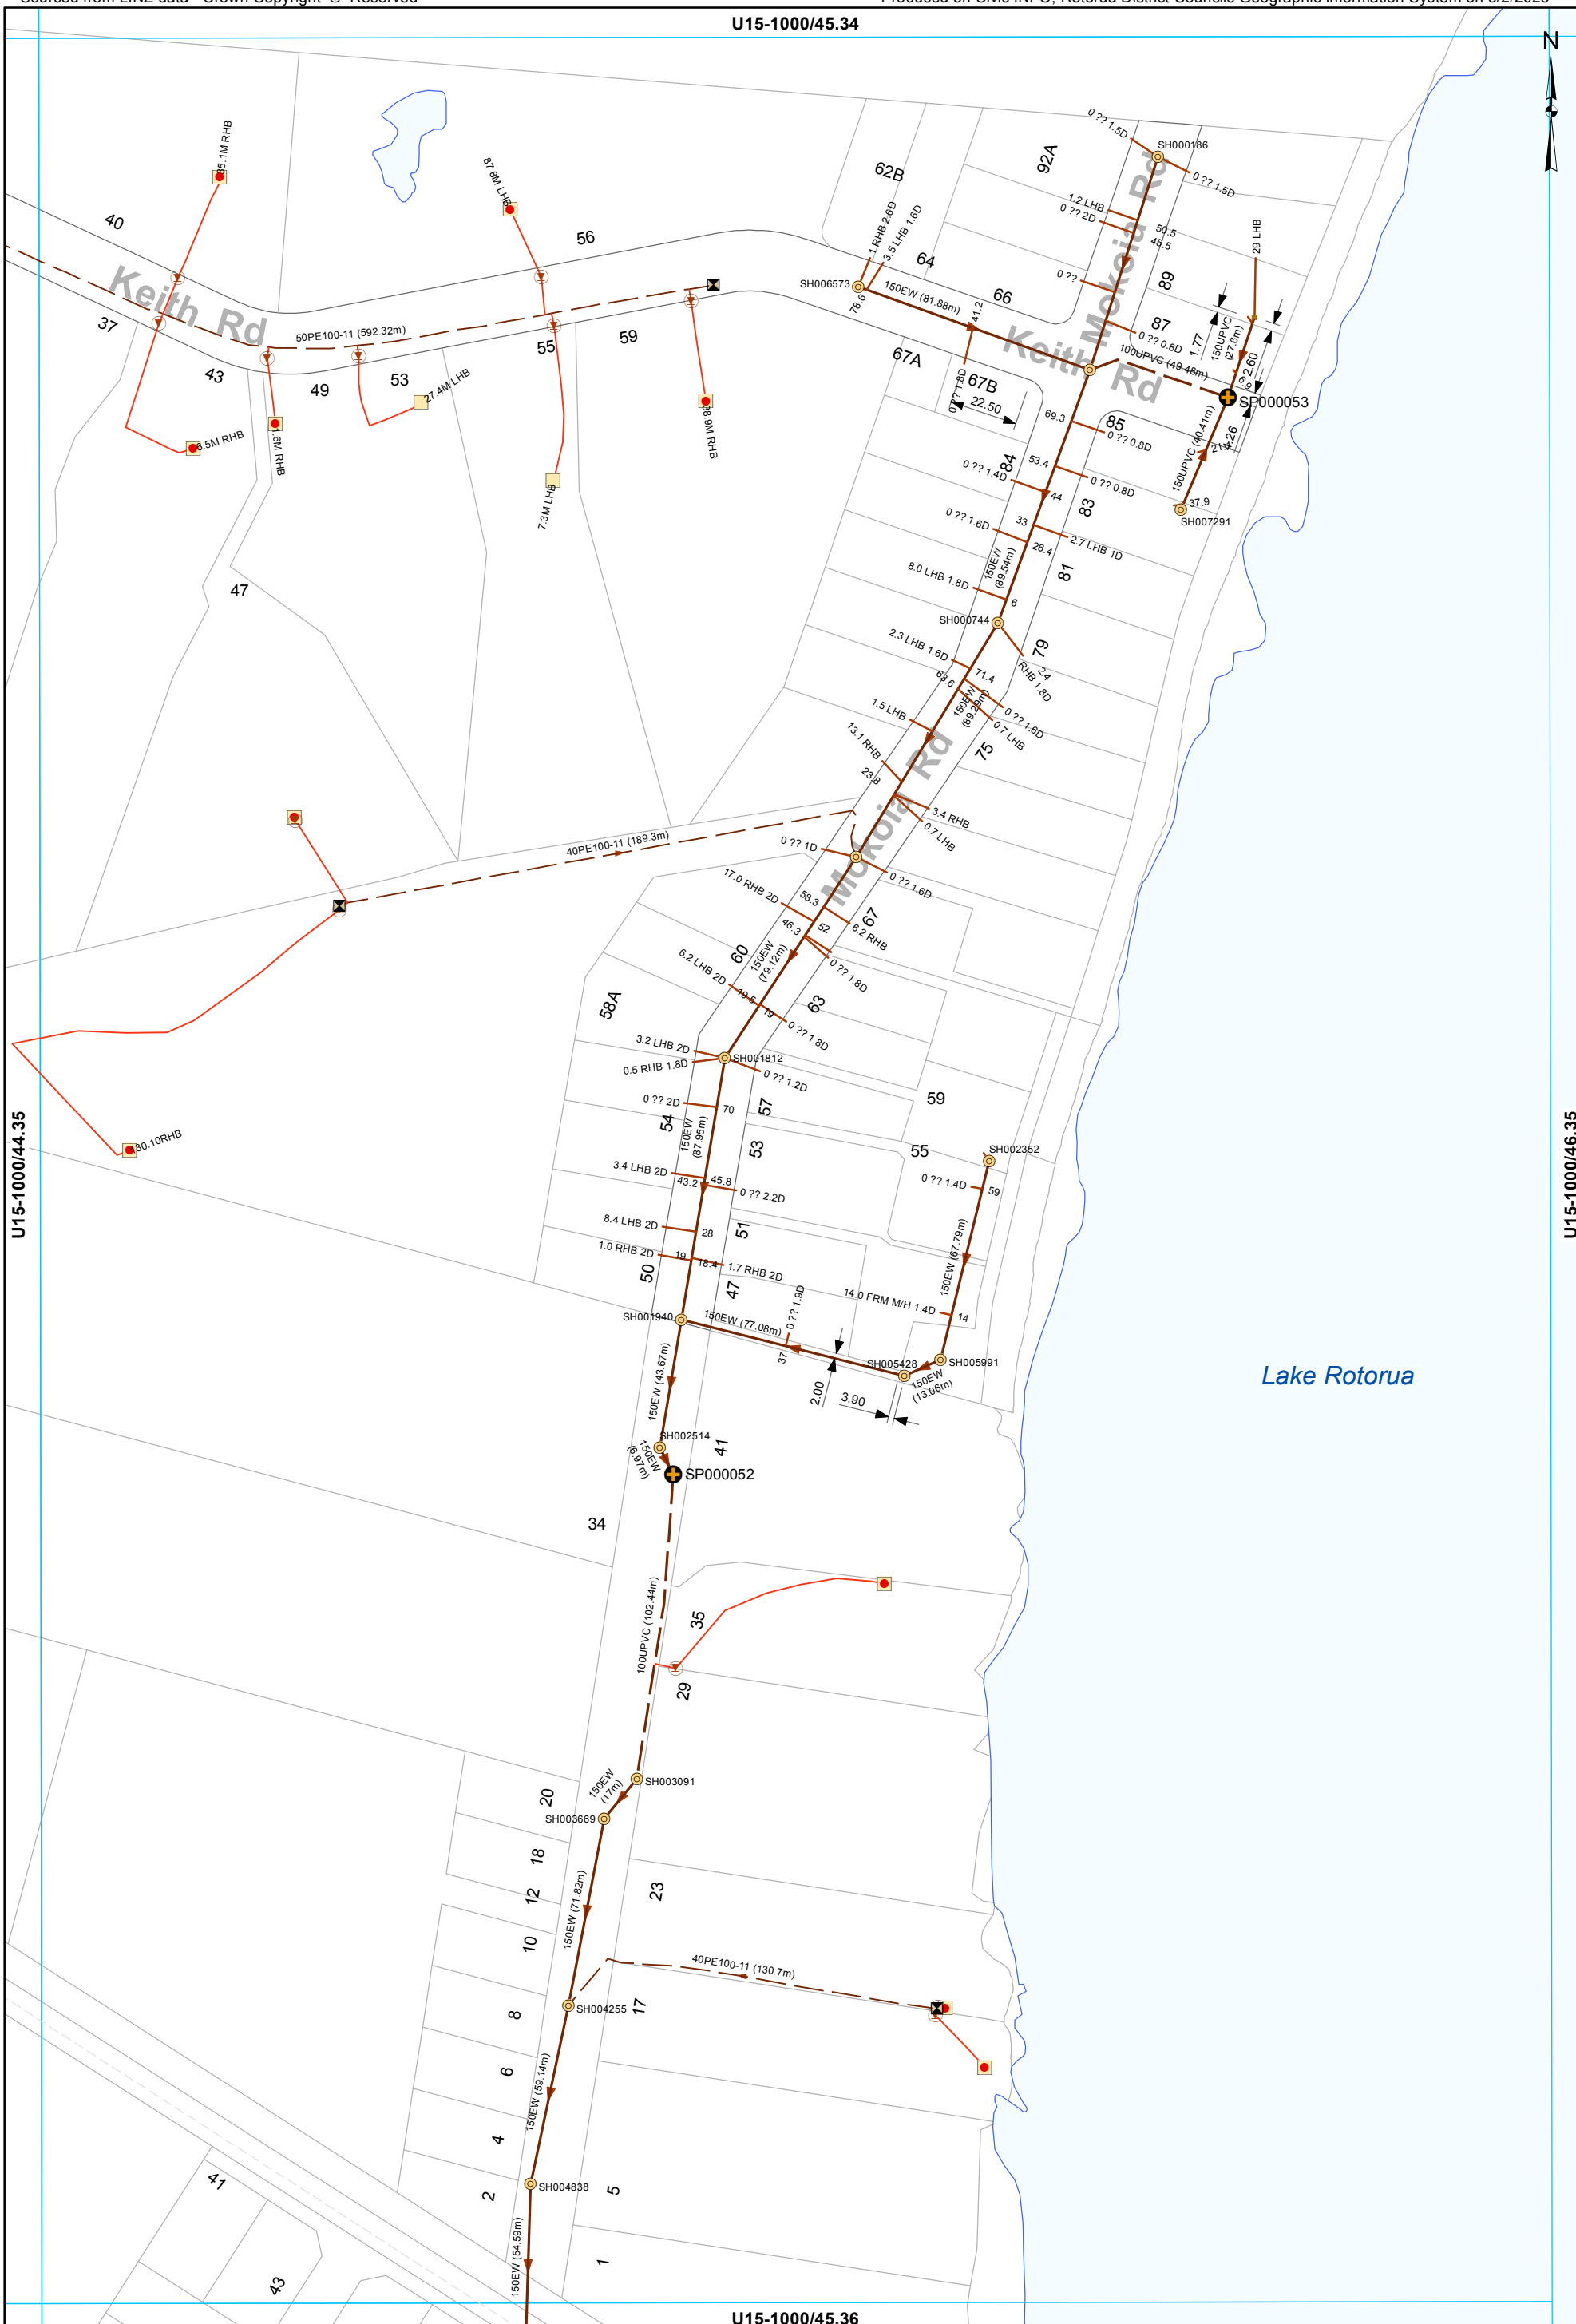 U15-1000/45.34
N
SH000186
0 ?? 1.5D
0 ?? 1.5D
92A
62B
35.1M RHB
87.8M LHB
40
56
1.2 LHB
0 ?? 2D
50.5
45.5
29 LHB
1 RHB 2.6D
3.5 LHB 1.6D
64
66
0 ??
89
Mokoia Rd
SH006573
78.6
150EW (81.88m)
41.2
87
0 ?? 0.8D
1.77
150UPVC
(27.6m)
2.60
100UPVC (49.48m)
Keith Rd
Keith Rd
37
50PE100-11 (592.32m)
43
49
53
55
59
67A
67B
0 ?? 1.8D
22.50
SP000053
27.4M LHB
38.9M RHB
6.5M RHB
1.6M RHB
7.3M LHB
69.3
85
0 ?? 0.8D
4.26
150UPVC (40.41m)
84
53.4
0 ?? 1.4D
0 ?? 0.8D
44
83
37.9
SH007291
0 ?? 1.6D
33
26.4
2.7 LHB 1D
150EW
(89.54m)
81
8.0 LHB 1.8D
6
47
SH000744
79
2.4
RHB 1.8D
2.3 LHB 1.6D
71.4
63.6
150EW
(89.29m)
0 ?? 1.6D
0.7 LHB
1.5 LHB
75
13.1 RHB
23.8
Mokoia Rd
3.4 RHB
0.7 LHB
40PE100-11 (189.3m)
0 ?? 1D
0 ?? 1.6D
17.0 RHB 2D
58.3
67
46.3
52
6.2 RHB
60
150EW
(79.12m)
0 ?? 1.8D
6.2 LHB 2D
19.5
19
63
0 ?? 1.8D
58A
3.2 LHB 2D
SH001812
0.5 RHB 1.8D
0 ?? 1.2D
0 ?? 2D
70
57
59
54
150EW
(87.95m)
53
55
SH002352
30.10RHB
3.4 LHB 2D
43.2
45.8
0 ?? 2.2D
0 ?? 1.4D
59
U15-1000/44.35
U15-1000/46.35
8.4 LHB 2D
28
51
150EW (67.79m)
1.0 RHB 2D
19
18.4
1.7 RHB 2D
50
47
14.0 FRM M/H 1.4D
14
SH001940
150EW (77.08m)
0 ?? 1.9D
37
SH005428
SH005991
150EW
(13.06m)
2.00
3.90
Lake Rotorua
150EW (43.67m)
SH002514
150EW
(6.97m)
41
SP000052
34
100UPVC (102.44m)
35
29
SH003091
150EW
(17m)
SH003669
20
18
12
150EW (71.82m)
23
10
40PE100-11 (130.7m)
8
SH004255
17
6
150EW (59.14m)
4
SH004838
2
5
41
150EW (54.59m)
1
43
U15-1000/45.36